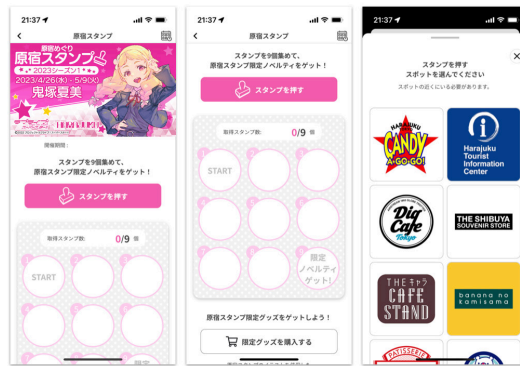 21:37
原宿スタンプ
原宿めぐり
原宿スタンプ
2023シーズン1
2023/4/26(水) - 5/9(火)
鬼塚夏美
開催期間：
スタンプを9個集めて、
原宿スタンプ限定ノベルティをゲット！
スタンプを押す
取得スタンプ数: 0/9 個
START
限定
21:37
原宿スタンプ
スタンプを9個集めて、
原宿スタンプ限定ノベルティをゲット！
スタンプを押す
取得スタンプ数: 0/9 個
START
限定
ノベルティ
ゲット!
原宿スタンプ限定グッズをゲットしよう！
限定グッズを購入する
21:37
スタンプを押す
スポットを選んでください
スポットの近くにいる必要があります。
HARAJUKU
CANDY
A·GO·GO!
Harajuku
Tourist
Information
Center
Dig
Cafe
Tokyo
THE SHIBUYA
SOUVENIR STORE
THE キャラ
CAFE
STAND
banana no
kamisama
PATISSERIE